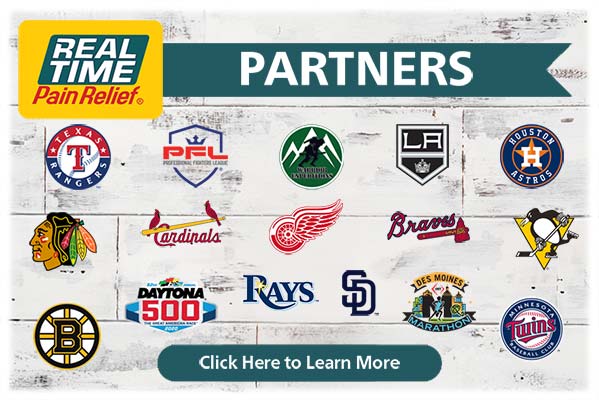 REAL
TIME
Pain Relief®
PARTNERS
TEXAS
T
RANGERS
PFL
PROFESSIONAL FIGHTERS LEAGUE
WARRIOR
EXPEDITIONS
LA
HOUSTON
H
ASTROS
Cardinals
Braves
B
DAYTONA
500
THE GREAT AMERICAN RACE
2020
RAYS
SD
DES MOINES
MARATHON
MINNESOTA
Twins
BASEBALL CLUB
Click Here to Learn More